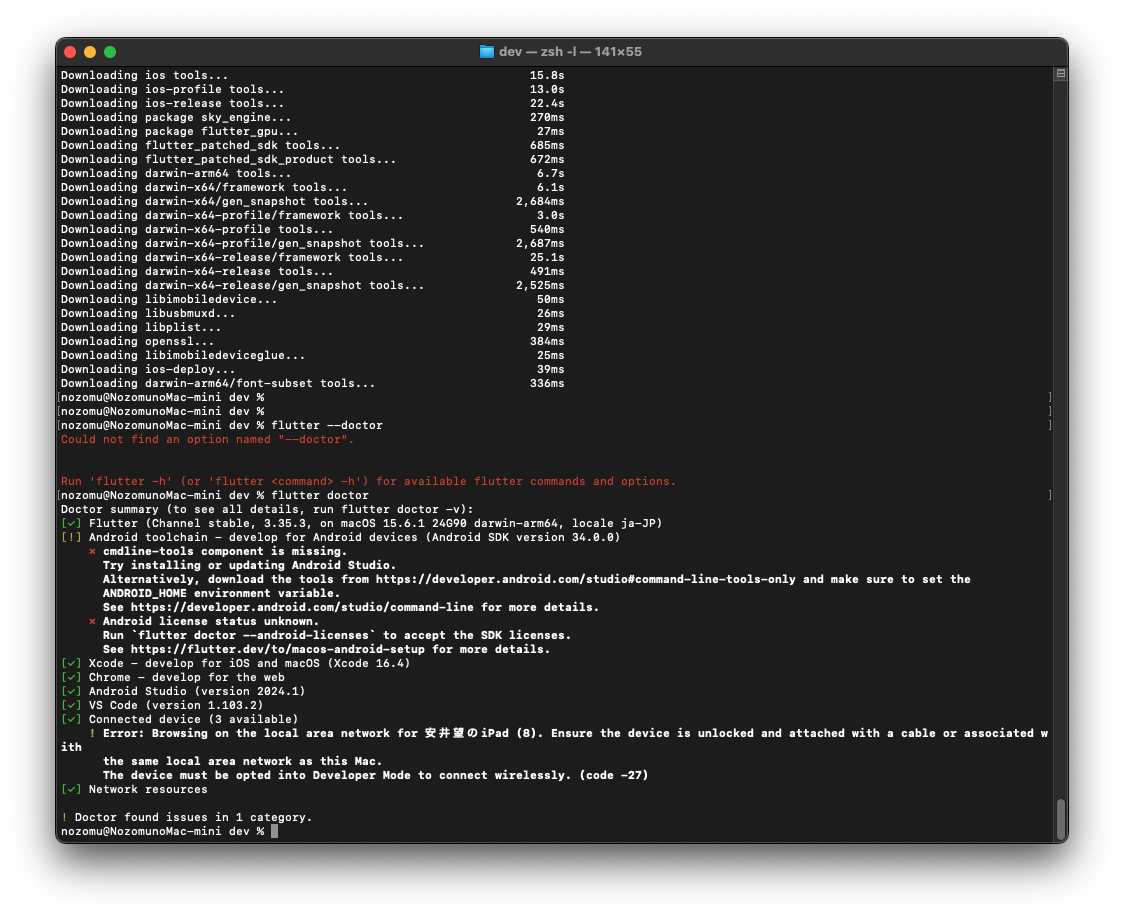 dev — zsh -l — 141×55
Downloading ios tools... 15.8s
Downloading ios-profile tools... 13.0s
Downloading ios-release tools... 22.4s
Downloading package sky_engine... 270ms
Downloading package flutter_gpu... 27ms
Downloading flutter_patched_sdk tools... 685ms
Downloading flutter_patched_sdk_product tools... 672ms
Downloading darwin-arm64 tools... 6.7s
Downloading darwin-x64/framework tools... 6.1s
Downloading darwin-x64/gen_snapshot tools... 2,684ms
Downloading darwin-x64-profile/framework tools... 3.0s
Downloading darwin-x64-profile tools... 540ms
Downloading darwin-x64-profile/gen_snapshot tools... 2,687ms
Downloading darwin-x64-release/framework tools... 25.1s
Downloading darwin-x64-release tools... 491ms
Downloading darwin-x64-release/gen_snapshot tools... 2,525ms
Downloading libimobiledevice... 50ms
Downloading libusbmuxd... 26ms
Downloading libplist... 29ms
Downloading openssl... 384ms
Downloading libimobiledeviceglue... 25ms
Downloading ios-deploy... 39ms
Downloading darwin-arm64/font-subset tools... 336ms
[nozomu@NozomunoMac-mini dev % ]
[nozomu@NozomunoMac-mini dev % ]
[nozomu@NozomunoMac-mini dev % flutter --doctor ]
Could not find an option named "--doctor".
Run 'flutter -h' (or 'flutter <command> -h') for available flutter commands and options.
[nozomu@NozomunoMac-mini dev % flutter doctor ]
Doctor summary (to see all details, run flutter doctor -v):
[✓] Flutter (Channel stable, 3.35.3, on macOS 15.6.1 24G90 darwin-arm64, locale ja-JP)
[!] Android toolchain - develop for Android devices (Android SDK version 34.0.0)
✗ cmdline-tools component is missing.
Try installing or updating Android Studio.
Alternatively, download the tools from https://developer.android.com/studio#command-line-tools-only and make sure to set the
ANDROID_HOME environment variable.
See https://developer.android.com/studio/command-line for more details.
✗ Android license status unknown.
Run `flutter doctor --android-licenses` to accept the SDK licenses.
See https://flutter.dev/to/macos-android-setup for more details.
[✓] Xcode - develop for iOS and macOS (Xcode 16.4)
[✓] Chrome - develop for the web
[✓] Android Studio (version 2024.1)
[✓] VS Code (version 1.103.2)
[✓] Connected device (3 available)
! Error: Browsing on the local area network for 安井望のiPad (8). Ensure the device is unlocked and attached with a cable or associated w
ith
the same local area network as this Mac.
The device must be opted into Developer Mode to connect wirelessly. (code -27)
[✓] Network resources
! Doctor found issues in 1 category.
nozomu@NozomunoMac-mini dev %